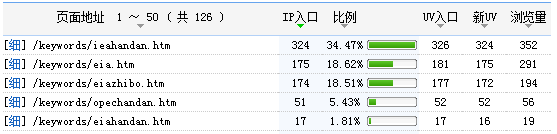 页面地址 1 ～ 50 ( 共 126 ) IP入口 比例 UV入口 新UV 浏览量
[细] /keywords/ieahandan.htm 324 34.47% 326 324 352
[细] /keywords/eia.htm 175 18.62% 181 175 291
[细] /keywords/eiazhibo.htm 174 18.51% 177 172 194
[细] /keywords/opechandan.htm 51 5.43% 52 52 56
[细] /keywords/eiahandan.htm 17 1.81% 17 16 19